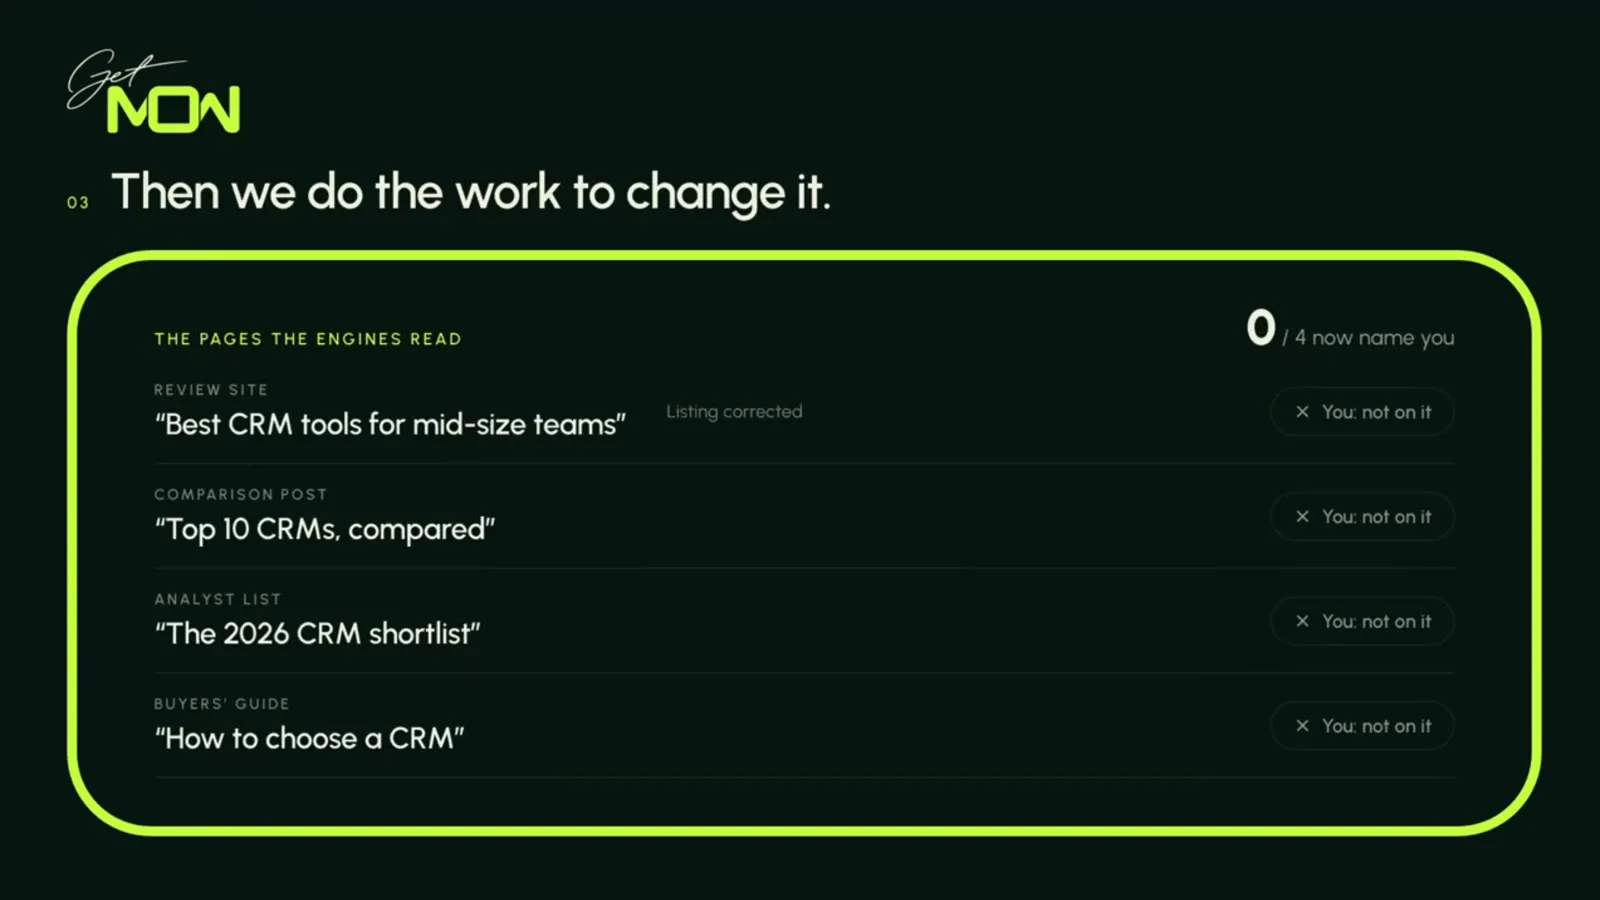 Get
MOW
03 Then we do the work to change it.
THE PAGES THE ENGINES READ
0 / 4 now name you
REVIEW SITE
“Best CRM tools for mid-size teams”
Listing corrected
× You: not on it
COMPARISON POST
“Top 10 CRMs, compared”
× You: not on it
ANALYST LIST
“The 2026 CRM shortlist”
× You: not on it
BUYERS’ GUIDE
“How to choose a CRM”
× You: not on it